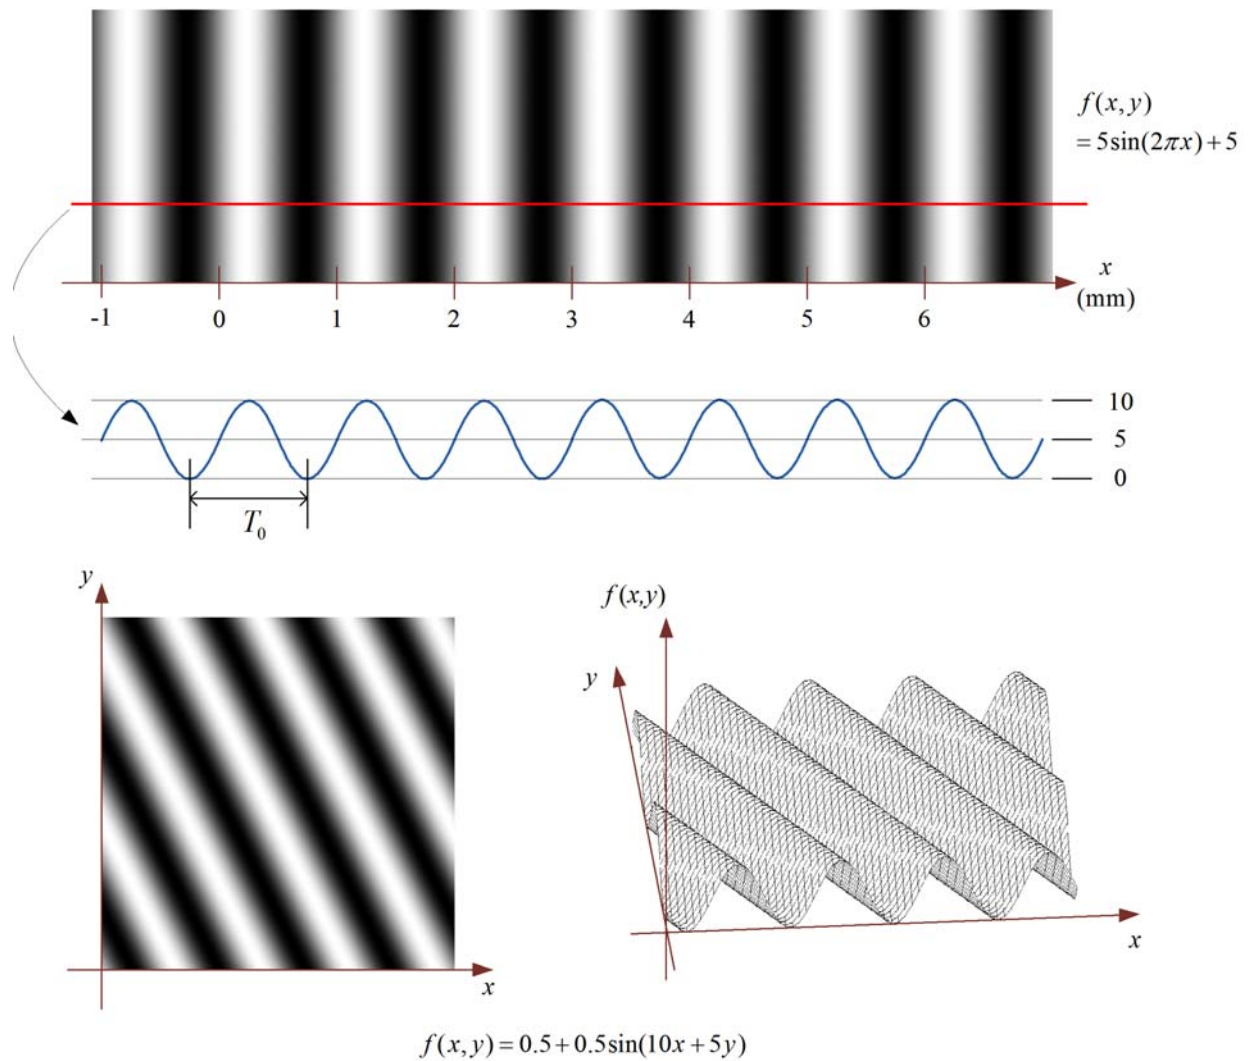 f(x, y)
= 5sin(2πx)+5
x
(mm)
-1 0 1 2 3 4 5 6
10
5
0
T₀
y
f(x,y)
y
x
x
f(x, y) = 0.5 + 0.5sin(10x + 5y)